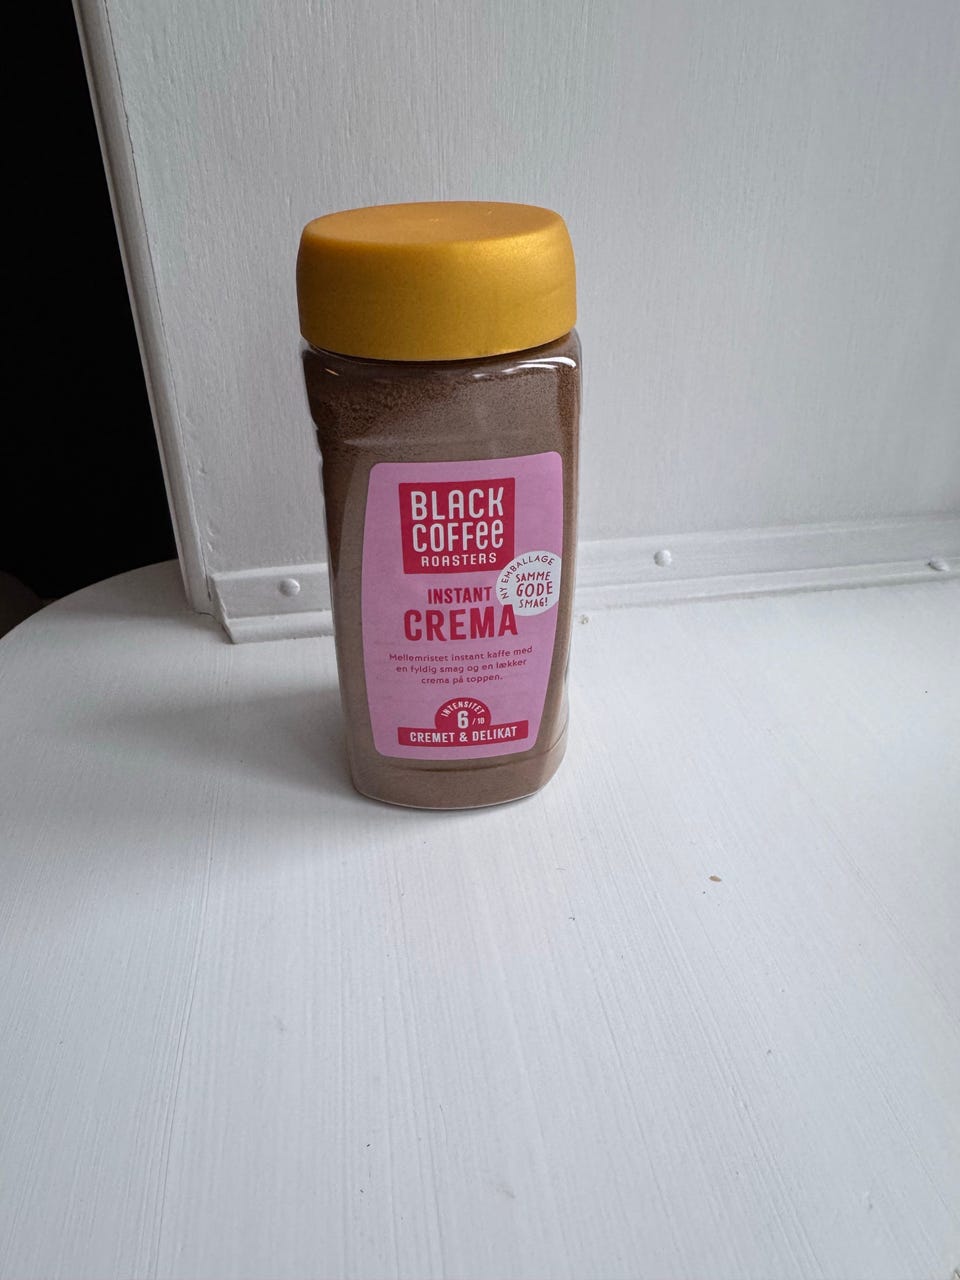 BLACK
COFFee
ROASTERS
NY EMBALLAGE
SAMME
GODE
SMAG!
INSTANT
CREMA
Mellemristet instant kaffe med
en fyldig smag og en lækker
crema på toppen.
INTENSITET
6 / 10
CREMET & DELIKAT